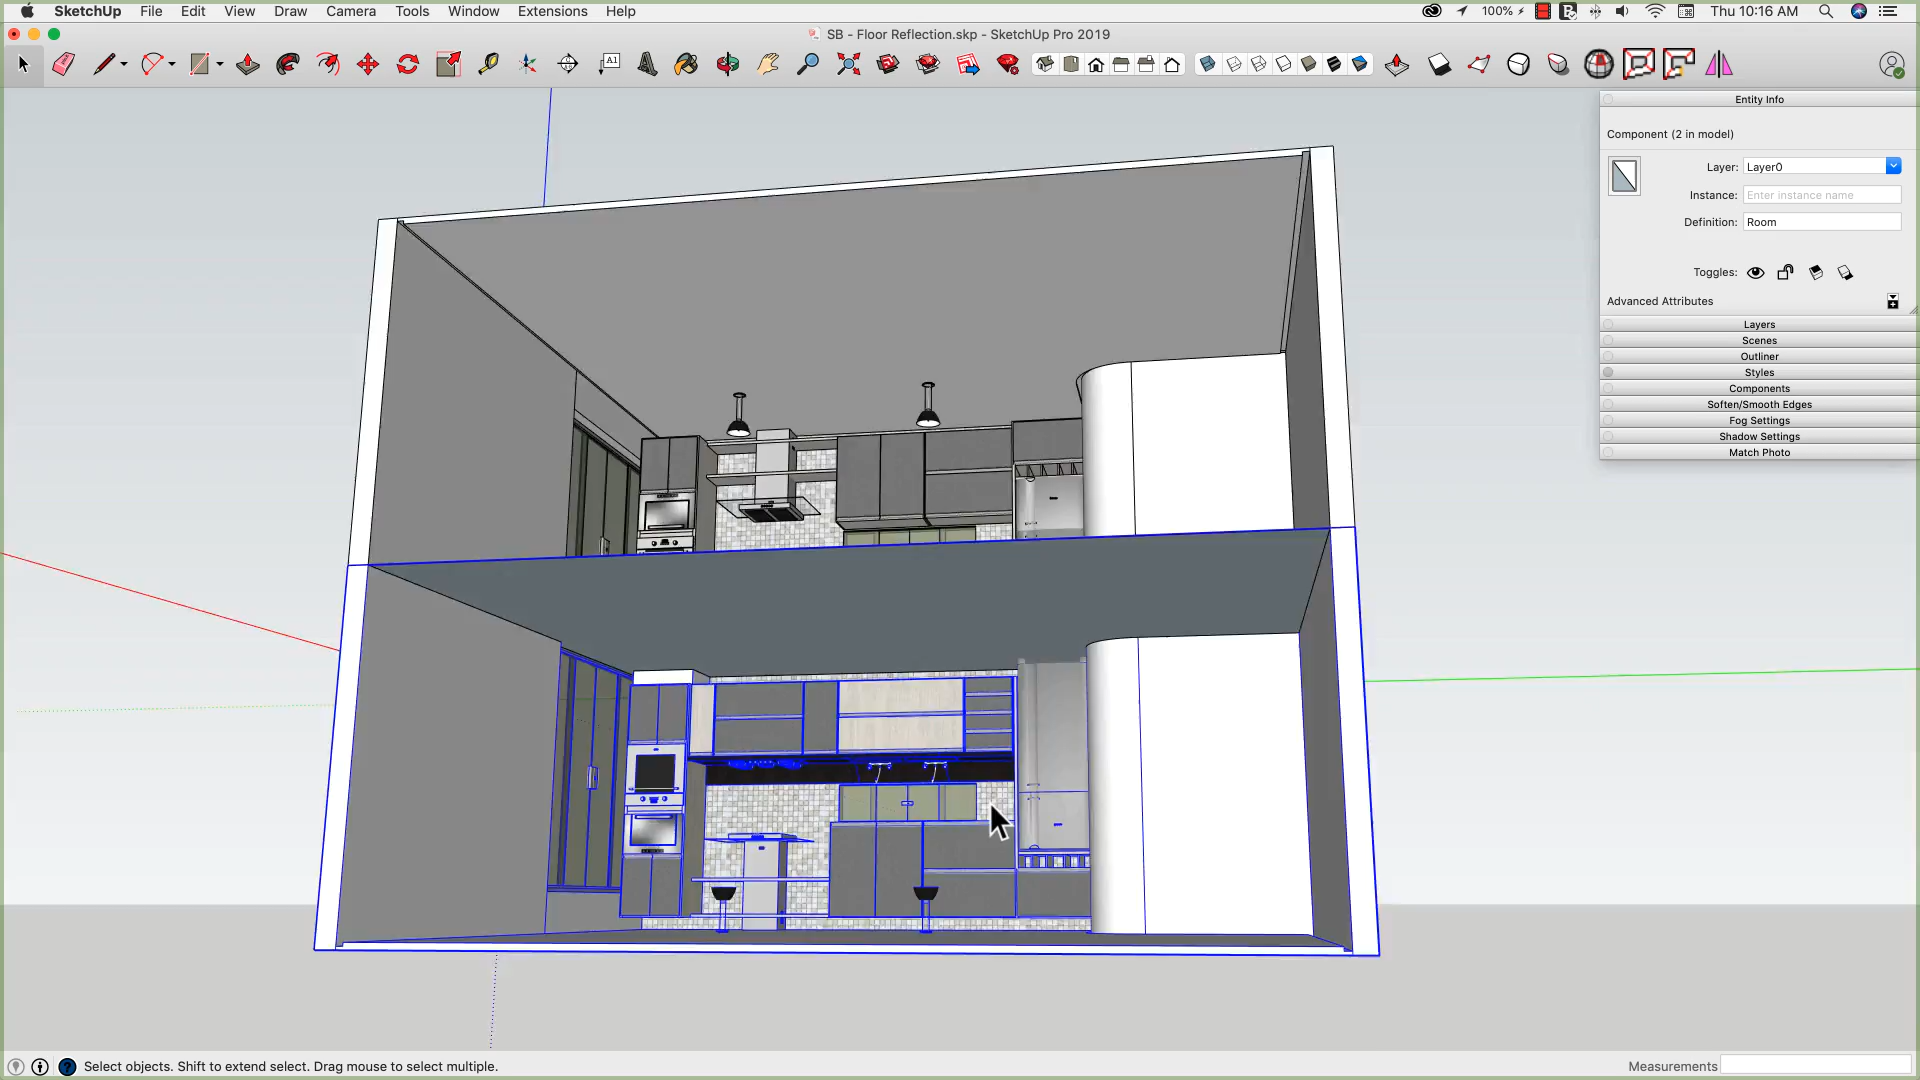 SketchUp File Edit View Draw Camera Tools Window Extensions Help
100% Thu 10:16 AM
SB - Floor Reflection.skp - SketchUp Pro 2019
A1
Entity Info
Component (2 in model)
Layer: Layer0
Instance: Enter instance name
Definition: Room
Toggles:
Advanced Attributes
Layers
Scenes
Outliner
Styles
Components
Soften/Smooth Edges
Fog Settings
Shadow Settings
Match Photo
Select objects. Shift to extend select. Drag mouse to select multiple.
Measurements